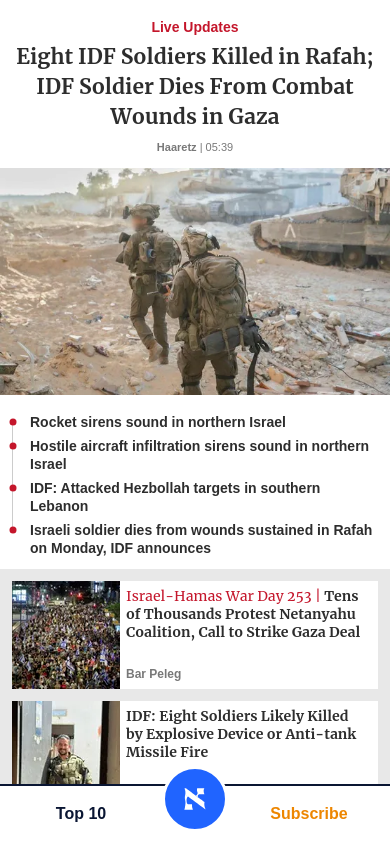 Live Updates
Eight IDF Soldiers Killed in Rafah;
IDF Soldier Dies From Combat
Wounds in Gaza
Haaretz | 05:39
Rocket sirens sound in northern Israel
Hostile aircraft infiltration sirens sound in northern
Israel
IDF: Attacked Hezbollah targets in southern
Lebanon
Israeli soldier dies from wounds sustained in Rafah
on Monday, IDF announces
Israel-Hamas War Day 253 | Tens
of Thousands Protest Netanyahu
Coalition, Call to Strike Gaza Deal
Bar Peleg
IDF: Eight Soldiers Likely Killed
by Explosive Device or Anti-tank
Missile Fire
Top 10
א
Subscribe